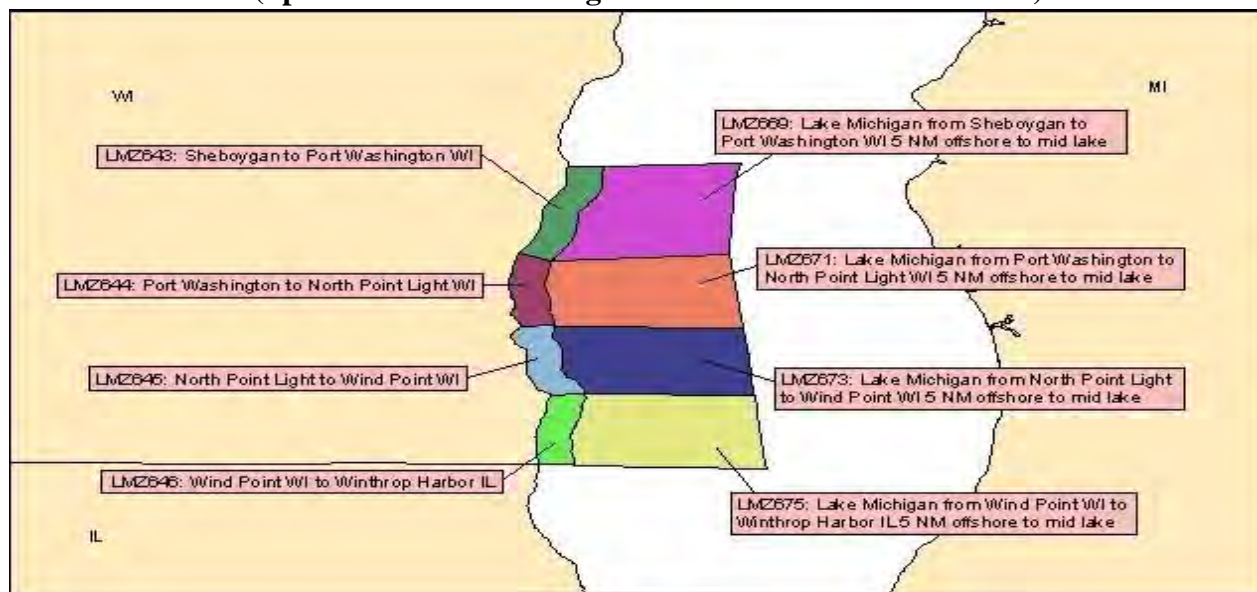 WI
MI
LMZ669: Lake Michigan from Sheboygan to
Port Washington WI 5 NM offshore to mid lake
LMZ643: Sheboygan to Port Washington WI
LMZ671: Lake Michigan from Port Washington to
North Point Light WI 5 NM offshore to mid lake
LMZ644: Port Washington to North Point Light WI
LMZ645: North Point Light to Wind Point WI
LMZ673: Lake Michigan from North Point Light
to Wind Point WI 5 NM offshore to mid lake
LMZ646: Wind Point WI to Winthrop Harbor IL
LMZ675: Lake Michigan from Wind Point WI to
Winthrop Harbor IL 5 NM offshore to mid lake
IL